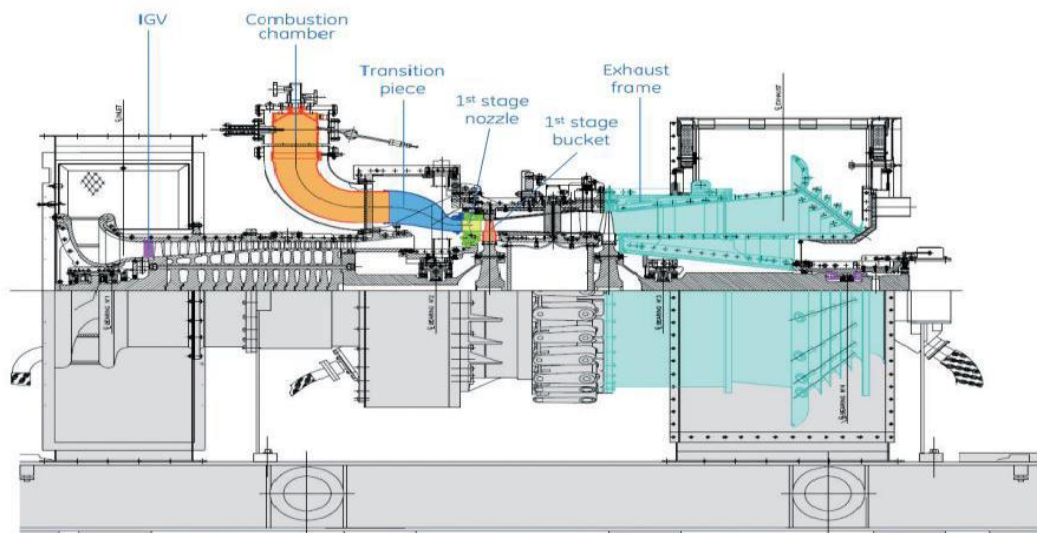 IGV
Combustion
chamber
Transition
piece
1st stage
nozzle
1st stage
bucket
Exhaust
frame